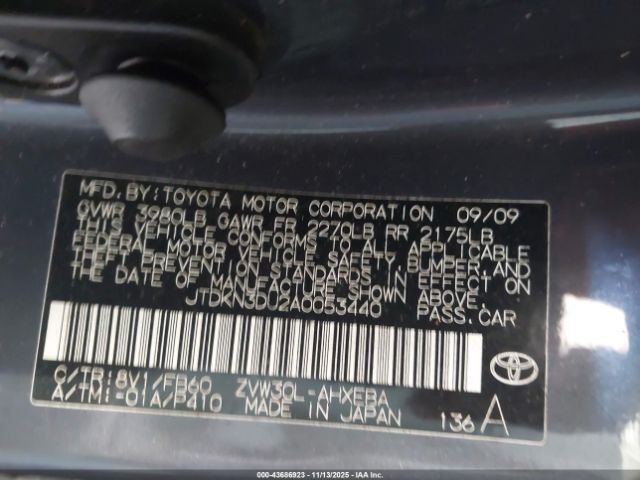 MFD. BY: TOYOTA MOTOR CORPORATION 09/09
GVWR 3980LB GAWR FR 2270LB RR 2175LB
THIS VEHICLE CONFORMS TO ALL APPLICABLE
FEDERAL MOTOR VEHICLE SAFETY, BUMPER, AND
THEFT PREVENTION STANDARDS IN EFFECT ON
THE DATE OF MANUFACTURE SHOWN ABOVE.
JTDKN3DU2A0053440 PASS. CAR
C/TR: 8V1/FB60 ZVW30L-AHXEBA
A/TM: -01A/P410 MADE IN JAPAN 136 A
000-43686923 - 11/13/2025 - IAA Inc.